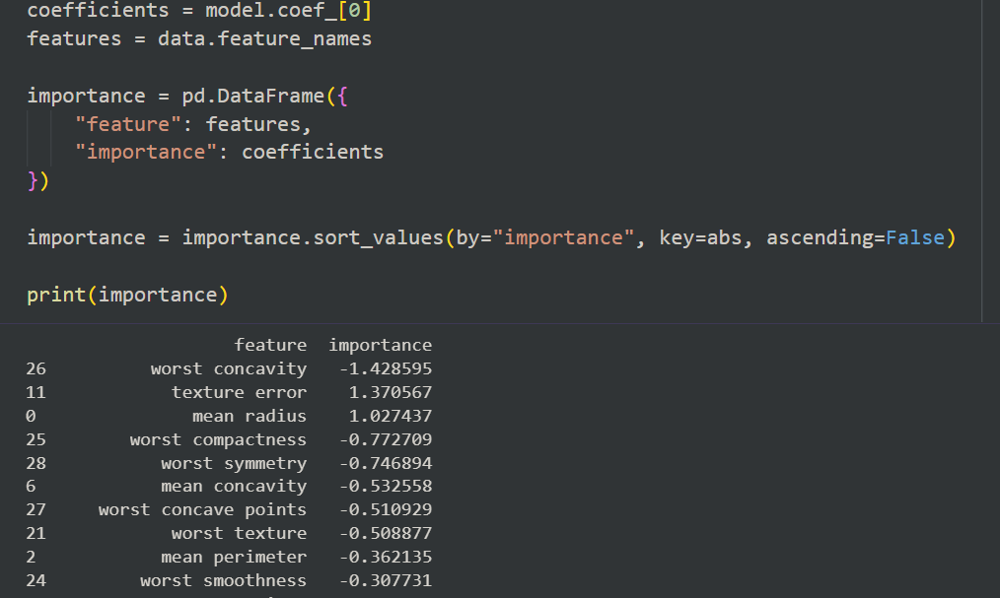 coefficients = model.coef_[0]
features = data.feature_names
importance = pd.DataFrame({
    "feature": features,
    "importance": coefficients
})
importance = importance.sort_values(by="importance", key=abs, ascending=False)
print(importance)
feature importance
26 worst concavity -1.428595
11 texture error 1.370567
0 mean radius 1.027437
25 worst compactness -0.772709
28 worst symmetry -0.746894
6 mean concavity -0.532558
27 worst concave points -0.510929
21 worst texture -0.508877
2 mean perimeter -0.362135
24 worst smoothness -0.307731